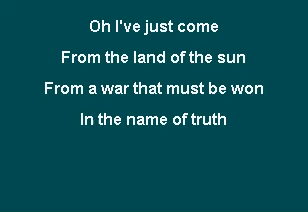 Oh I've just come
From the land of the sun
From a war that must be won
In the name of truth